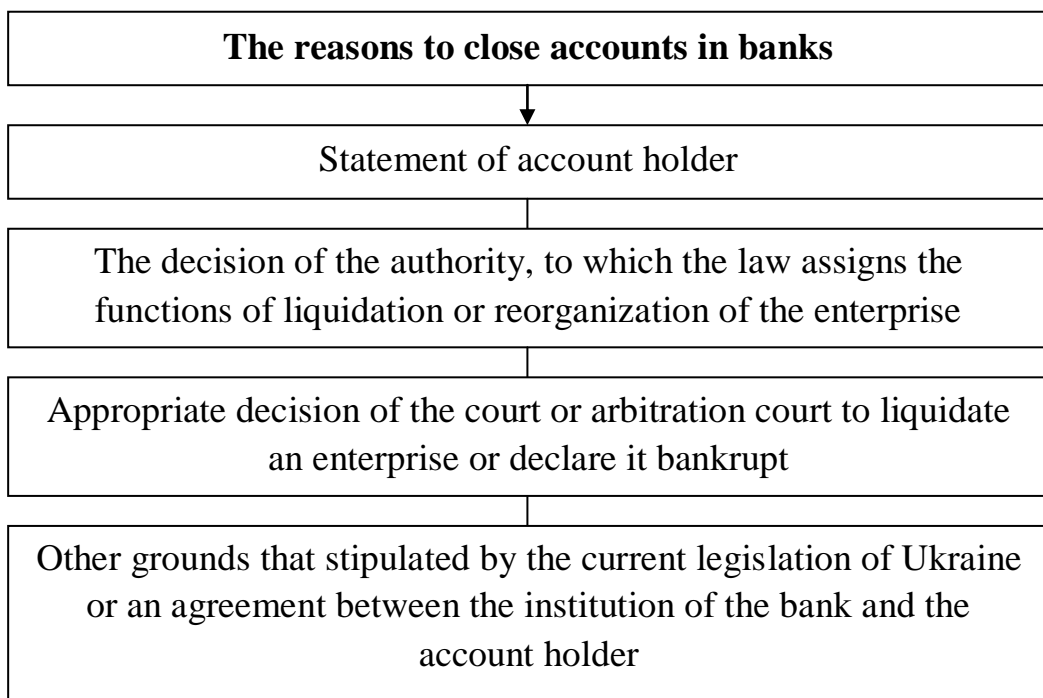 The reasons to close accounts in banks
Statement of account holder
The decision of the authority, to which the law assigns the
functions of liquidation or reorganization of the enterprise
Appropriate decision of the court or arbitration court to liquidate
an enterprise or declare it bankrupt
Other grounds that stipulated by the current legislation of Ukraine
or an agreement between the institution of the bank and the
account holder